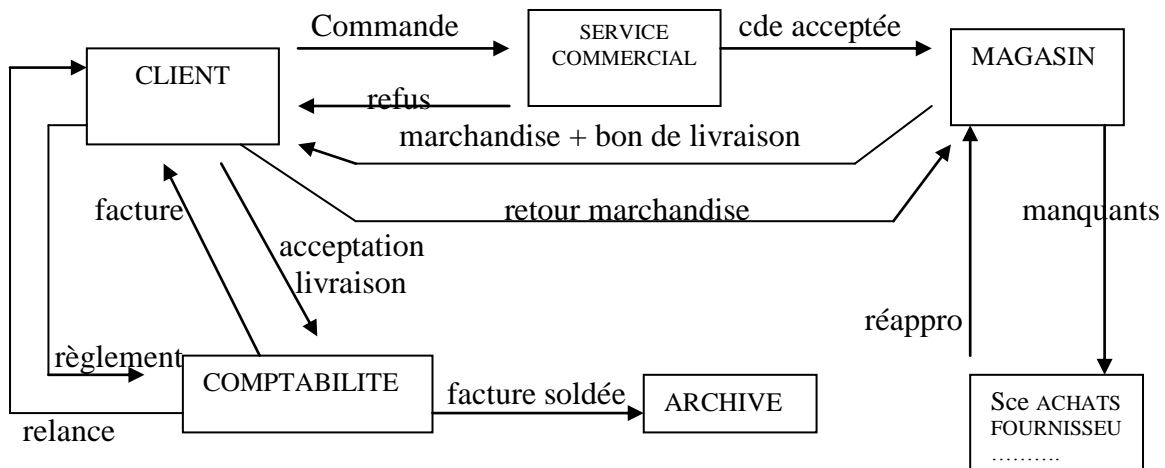 Commande
SERVICE
COMMERCIAL
cde acceptée
CLIENT
MAGASIN
refus
marchandise + bon de livraison
facture
retour marchandise
manquants
acceptation
livraison
réappro
règlement
COMPTABILITE
facture soldée
ARCHIVE
Sce ACHATS
FOURNISSEU
..........
relance